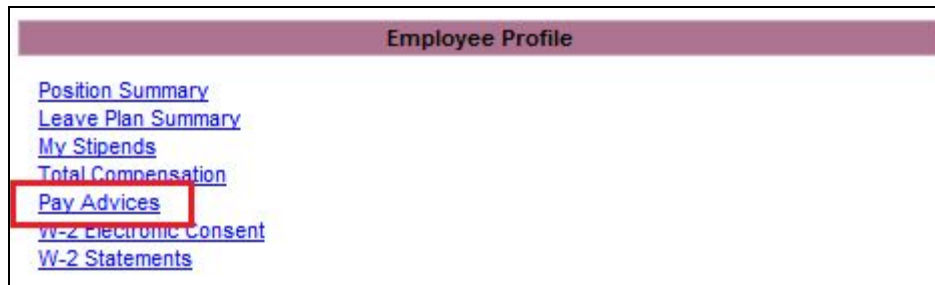 Employee Profile
Position Summary
Leave Plan Summary
My Stipends
Total Compensation
Pay Advices
W-2 Electronic Consent
W-2 Statements